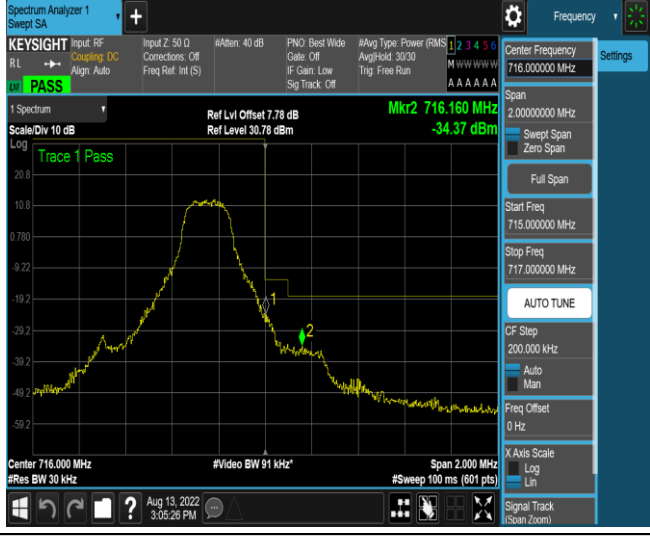 Spectrum Analyzer 1
Swept SA
Frequency
KEYSIGHT
RL
PASS
Input: RF
Coupling: DC
Align: Auto
Input Z: 50 Ω
Corrections: Off
Freq Ref: Int (S)
#Atten: 40 dB
PNO: Best Wide
Gate: Off
IF Gain: Low
Sig Track: Off
#Avg Type: Power (RMS
Avg|Hold: 30/30
Trig: Free Run
1 2 3 4 5 6
M W W W W W
A A A A A A
Center Frequency
716.000000 MHz
Settings
Span
2.00000000 MHz
Swept Span
Zero Span
Full Span
Start Freq
715.000000 MHz
Stop Freq
717.000000 MHz
AUTO TUNE
CF Step
200.000 kHz
Auto
Man
Freq Offset
0 Hz
X Axis Scale
Log
Lin
Signal Track
(Span Zoom)
1 Spectrum
Scale/Div 10 dB
Log
Ref Lvl Offset 7.78 dB
Ref Level 30.78 dBm
Mkr2 716.160 MHz
-34.37 dBm
Trace 1 Pass
20.8
10.8
0.780
-9.22
-19.2
-29.2
-39.2
-49.2
-59.2
1
2
Center 716.000 MHz
#Res BW 30 kHz
#Video BW 91 kHz*
Span 2.000 MHz
#Sweep 100 ms (601 pts)
?
Aug 13, 2022
3:05:26 PM